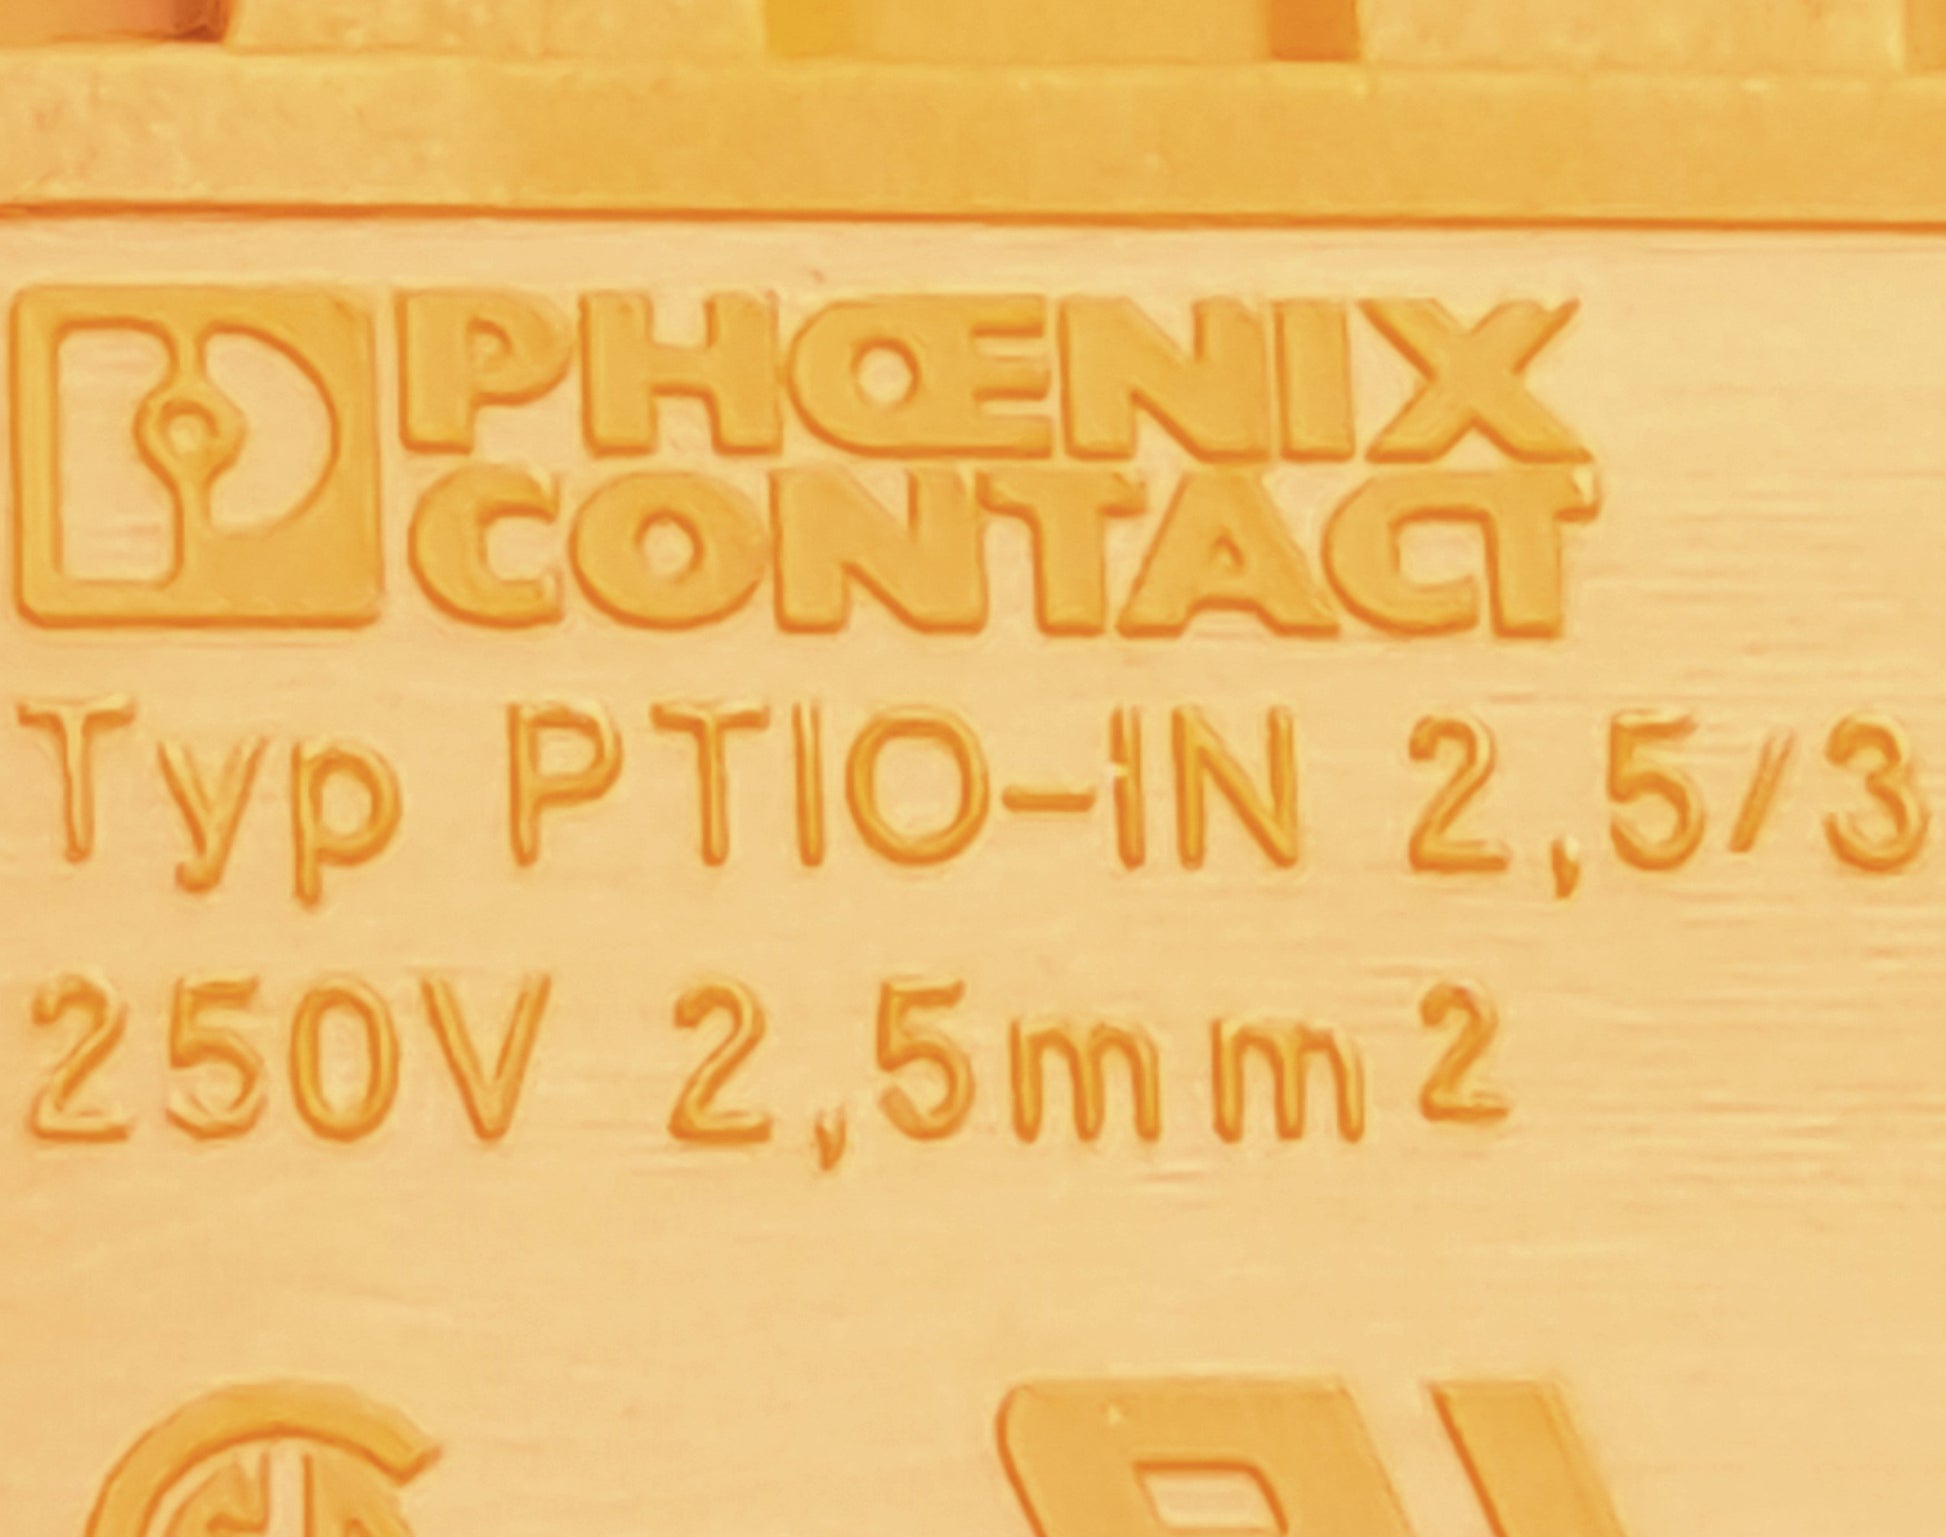 PHŒNIX
CONTACT
Typ PTIO-IN 2,5/3
250V 2,5mm²